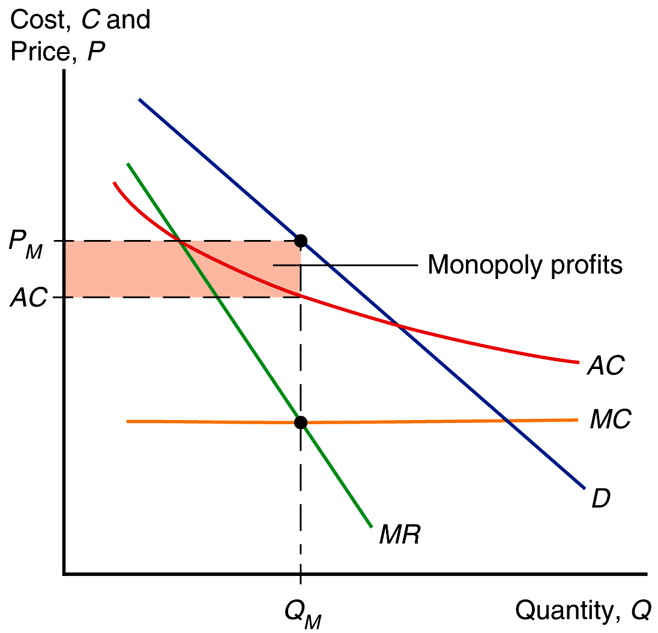 Cost, C and
Price, P
P_M
Monopoly profits
AC
AC
MC
D
MR
Q_M
Quantity, Q